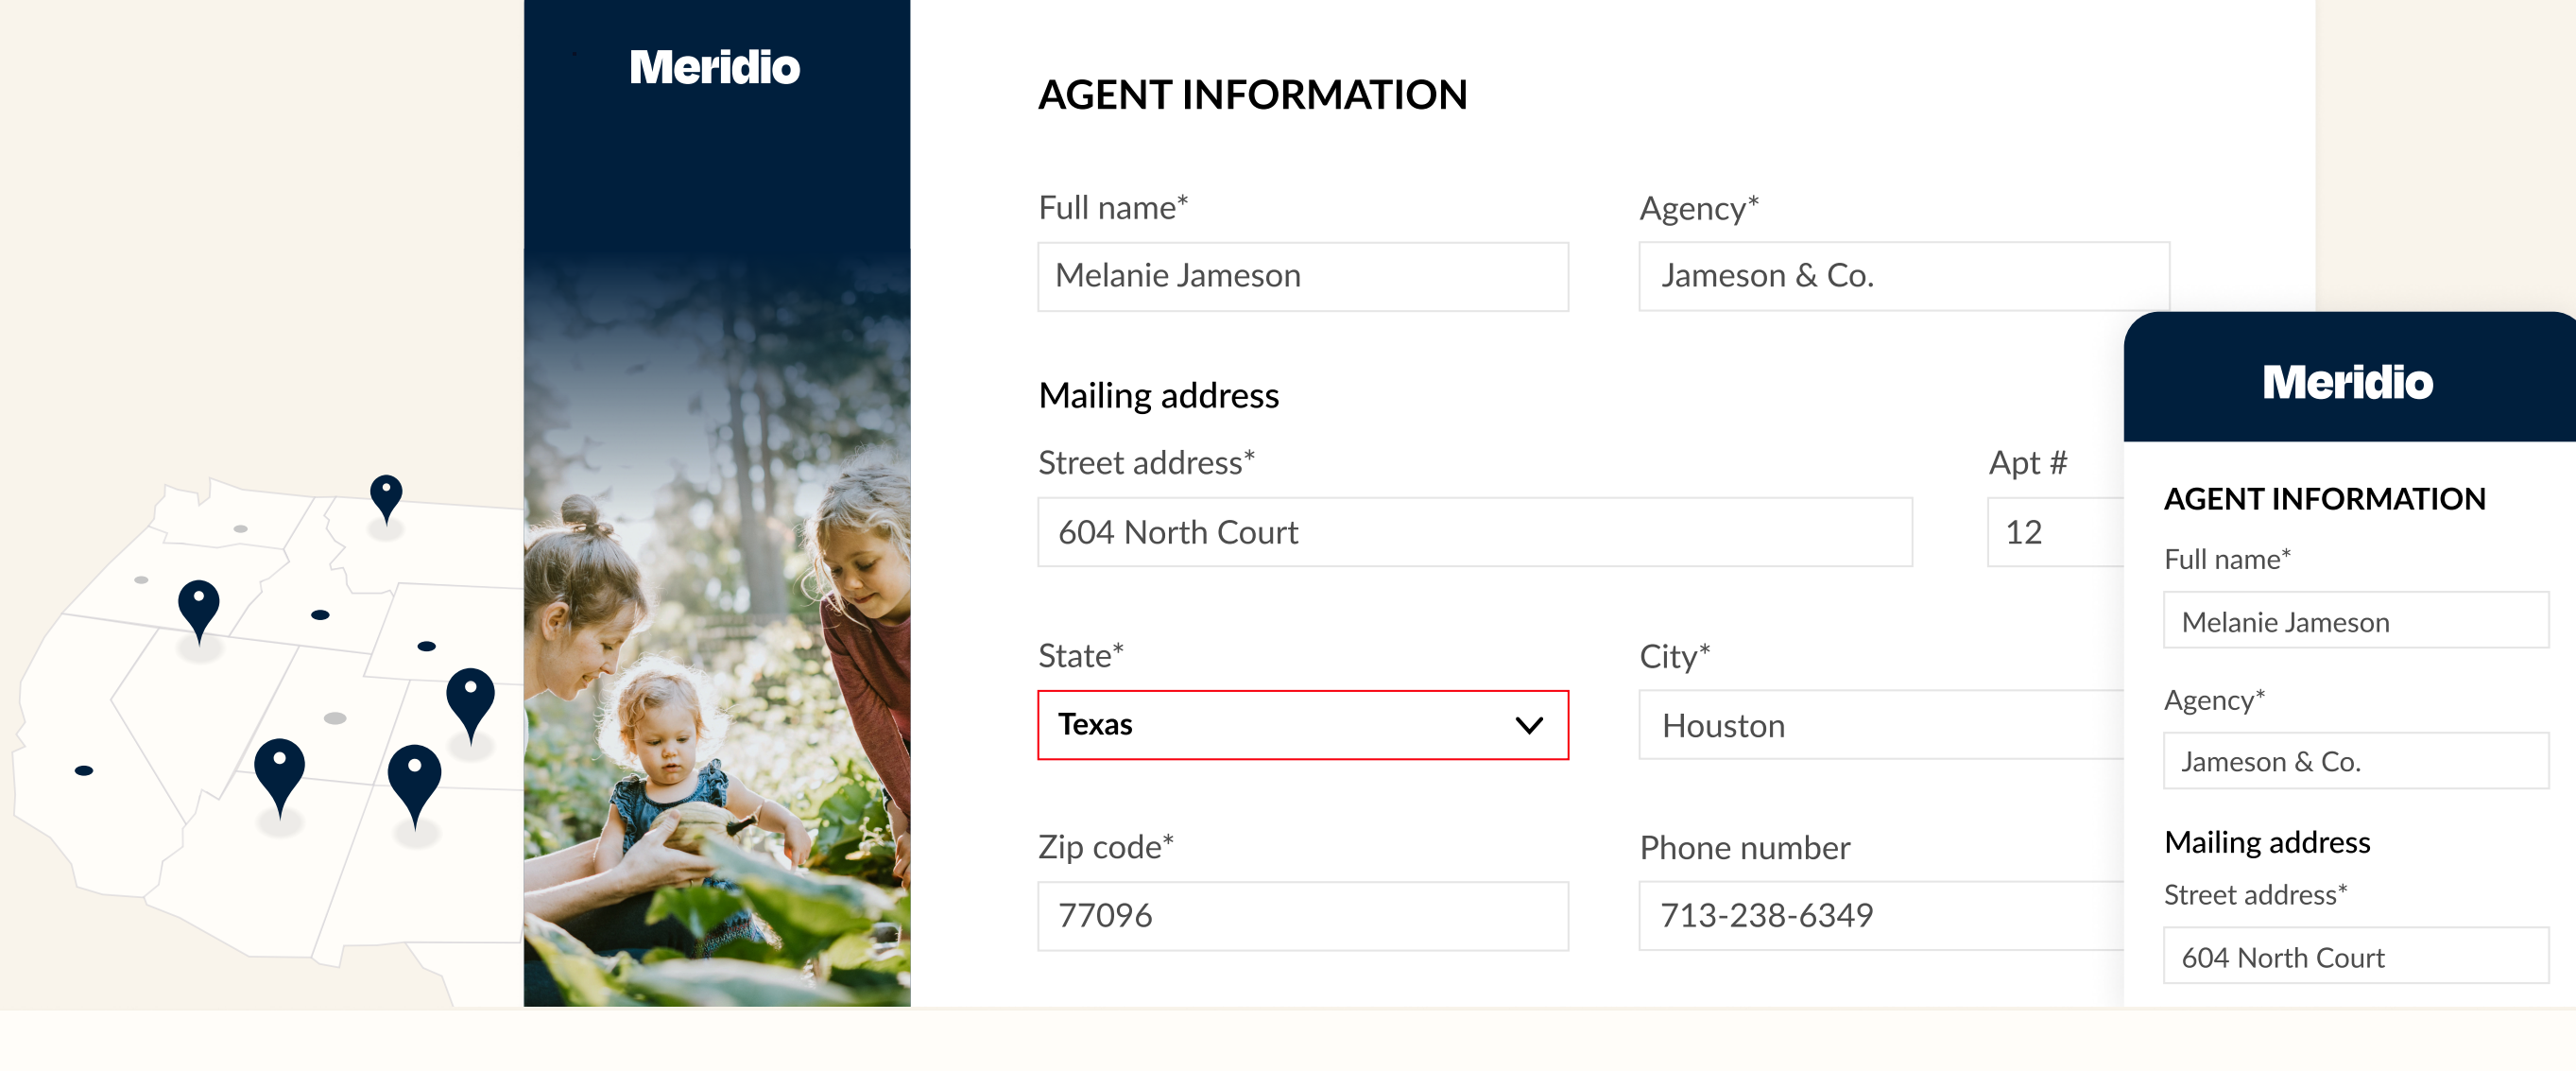 Meridio
AGENT INFORMATION
Full name*
Agency*
Melanie Jameson
Jameson & Co.
Mailing address
Street address*
Apt #
604 North Court
12
State*
City*
Texas
Houston
Zip code*
Phone number
77096
713-238-6349
Meridio
AGENT INFORMATION
Full name*
Melanie Jameson
Agency*
Jameson & Co.
Mailing address
Street address*
604 North Court